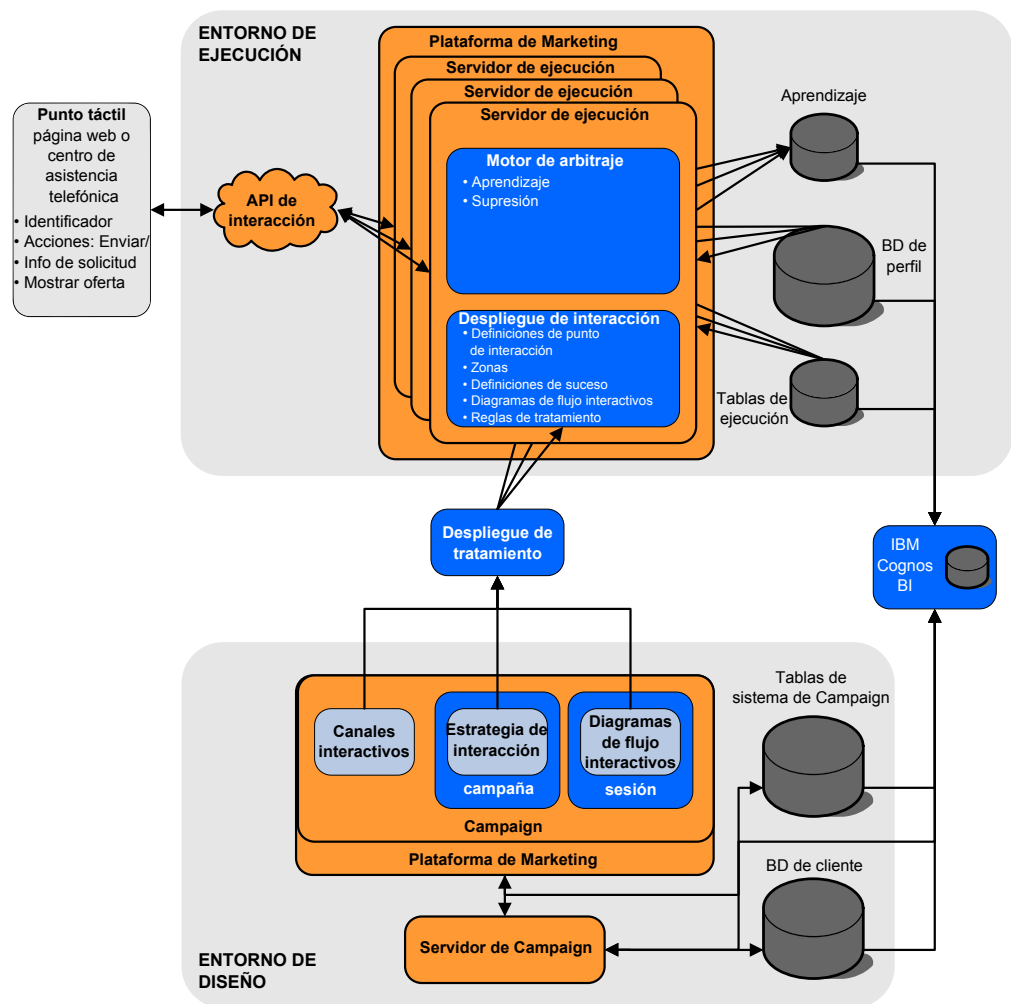 ENTORNO DE
EJECUCIÓN
Plataforma de Marketing
Servidor de ejecución
Servidor de ejecución
Servidor de ejecución
Punto táctil
página web o
centro de
asistencia
telefónica
• Identificador
• Acciones: Enviar/
• Info de solicitud
• Mostrar oferta
API de
interacción
Motor de arbitraje
• Aprendizaje
• Supresión
Despliegue de interacción
• Definiciones de punto
de interacción
• Zonas
• Definiciones de suceso
• Diagramas de flujo interactivos
• Reglas de tratamiento
Aprendizaje
BD de
perfil
Tablas de
ejecución
Despliegue de
tratamiento
IBM
Cognos
BI
Canales
interactivos
Estrategia de
interacción
campaña
Diagramas
de flujo
interactivos
sesión
Campaign
Plataforma de Marketing
Tablas de
sistema de Campaign
BD de cliente
Servidor de Campaign
ENTORNO DE
DISEÑO